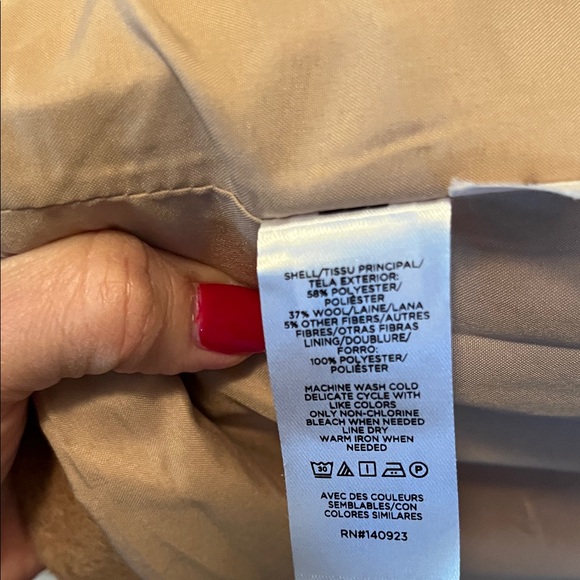 SHELL/TISSU PRINCIPAL/
TELA EXTERIOR:
58% POLYESTER/
POLIÉSTER
37% WOOL/LAINE/LANA
5% OTHER FIBERS/AUTRES
FIBRES/OTRAS FIBRAS
LINING/DOUBLURE/
FORRO:
100% POLYESTER/
POLIÉSTER
MACHINE WASH COLD
DELICATE CYCLE WITH
LIKE COLORS
ONLY NON-CHLORINE
BLEACH WHEN NEEDED
LINE DRY
WARM IRON WHEN
NEEDED
30 P
AVEC DES COULEURS
SEMBLABLES/CON
COLORES SIMILARES
RN#140923